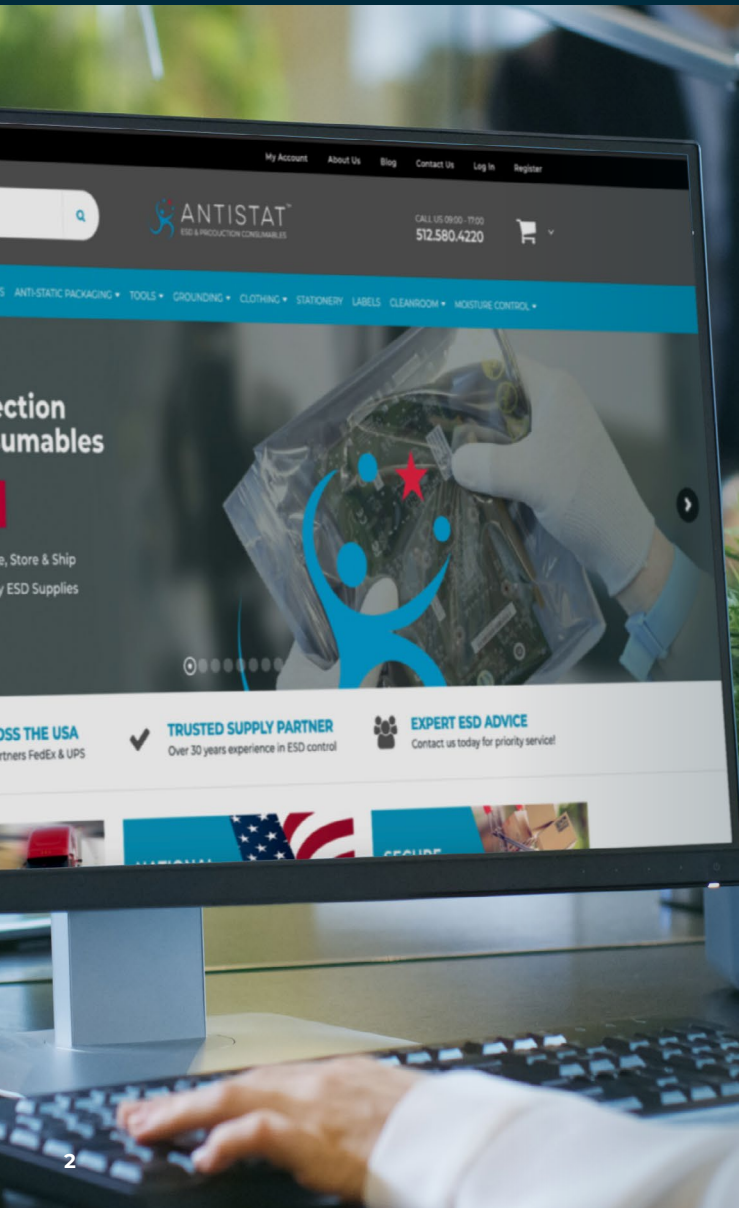 My Account About Us Blog Contact Us Log In Register
ANTISTAT™
ESD & PRODUCTION CONSUMABLES
CALL US 09:00 - 17:00
512.580.4220
S ANTI-STATIC PACKAGING TOOLS GROUNDING CLOTHING STATIONERY LABELS CLEANROOM MOISTURE CONTROL
ection
umables
e, Store & Ship
y ESD Supplies
OSS THE USA
rtners FedEx & UPS
TRUSTED SUPPLY PARTNER
Over 30 years experience in ESD control
EXPERT ESD ADVICE
Contact us today for priority service!
NATIONAL
SECURE
2